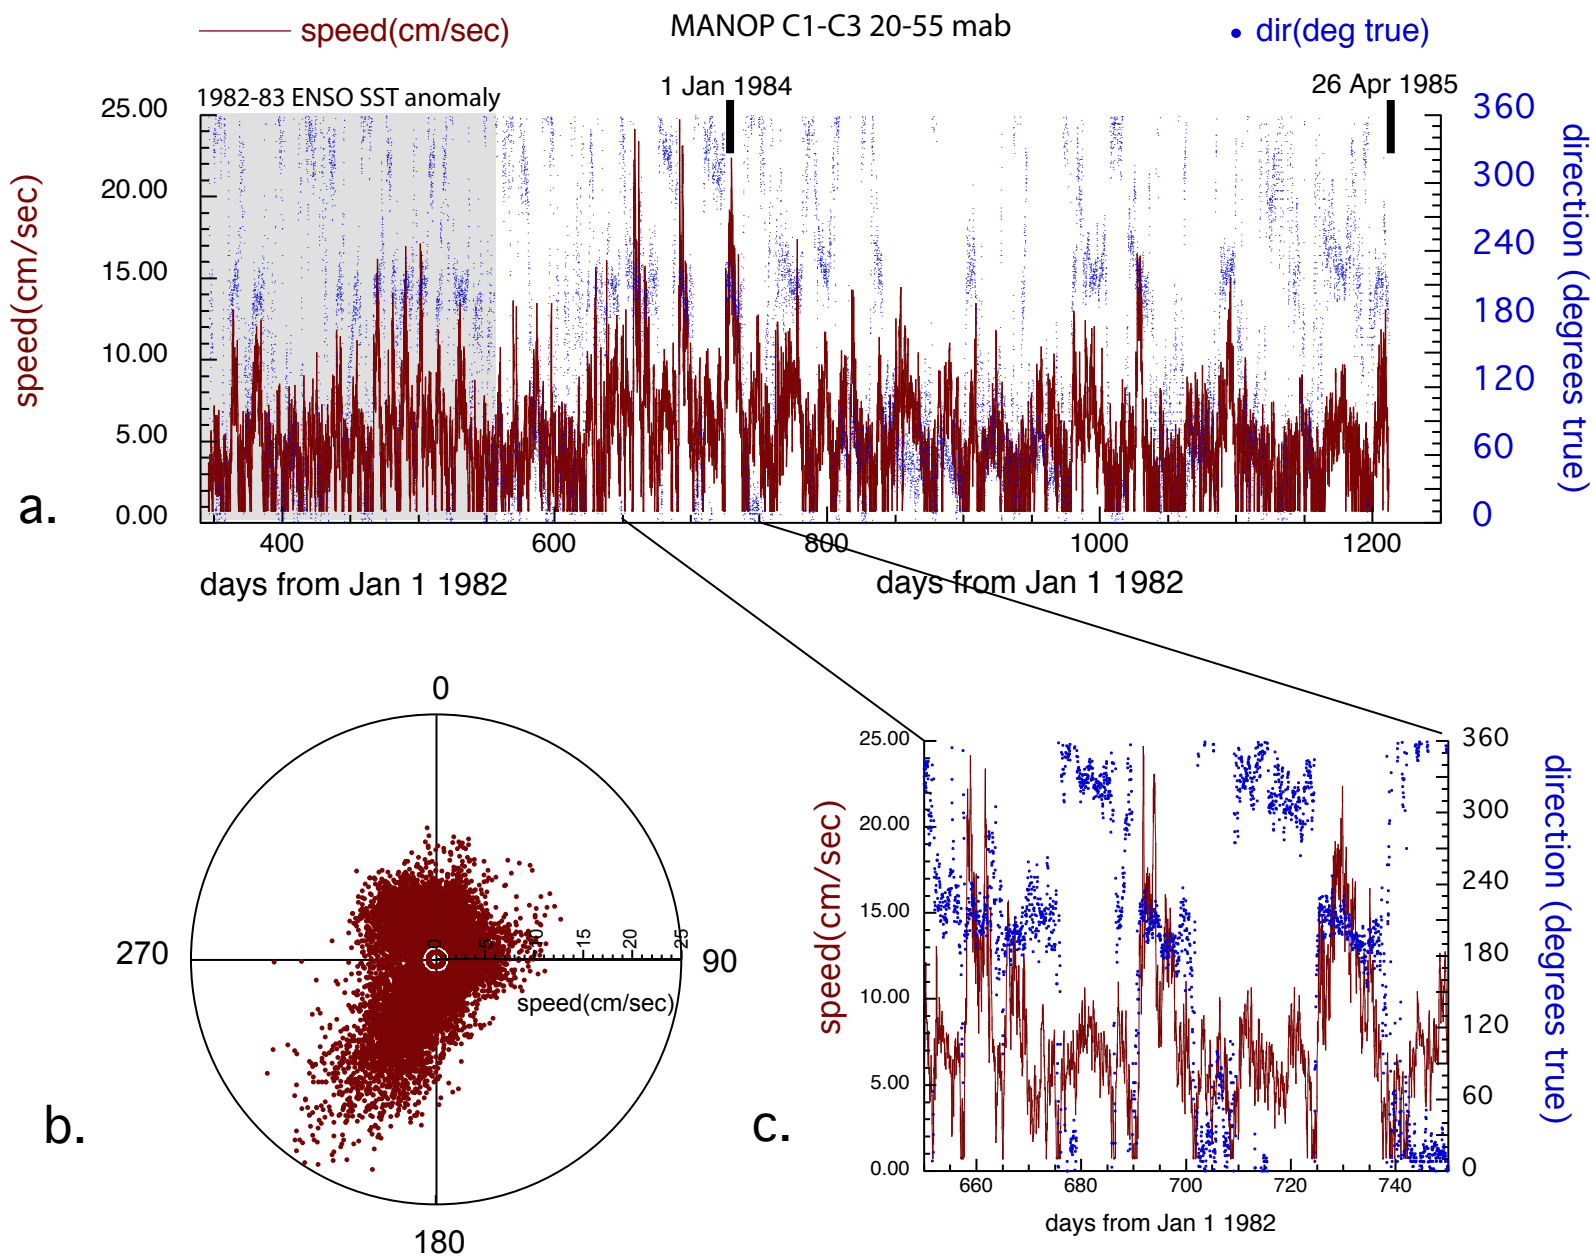 speed(cm/sec)
MANOP C1-C3 20-55 mab
dir(deg true)
1982-83 ENSO SST anomaly
1 Jan 1984
26 Apr 1985
25.00
20.00
15.00
10.00
5.00
0.00
speed(cm/sec)
360
300
240
180
120
60
0
direction (degrees true)
a.
400
600
800
1000
1200
days from Jan 1 1982
days from Jan 1 1982
0
90
180
270
0
5
10
15
20
25
speed(cm/sec)
b.
25.00
20.00
15.00
10.00
5.00
0.00
speed(cm/sec)
360
300
240
180
120
60
0
direction (degrees true)
c.
660
680
700
720
740
days from Jan 1 1982